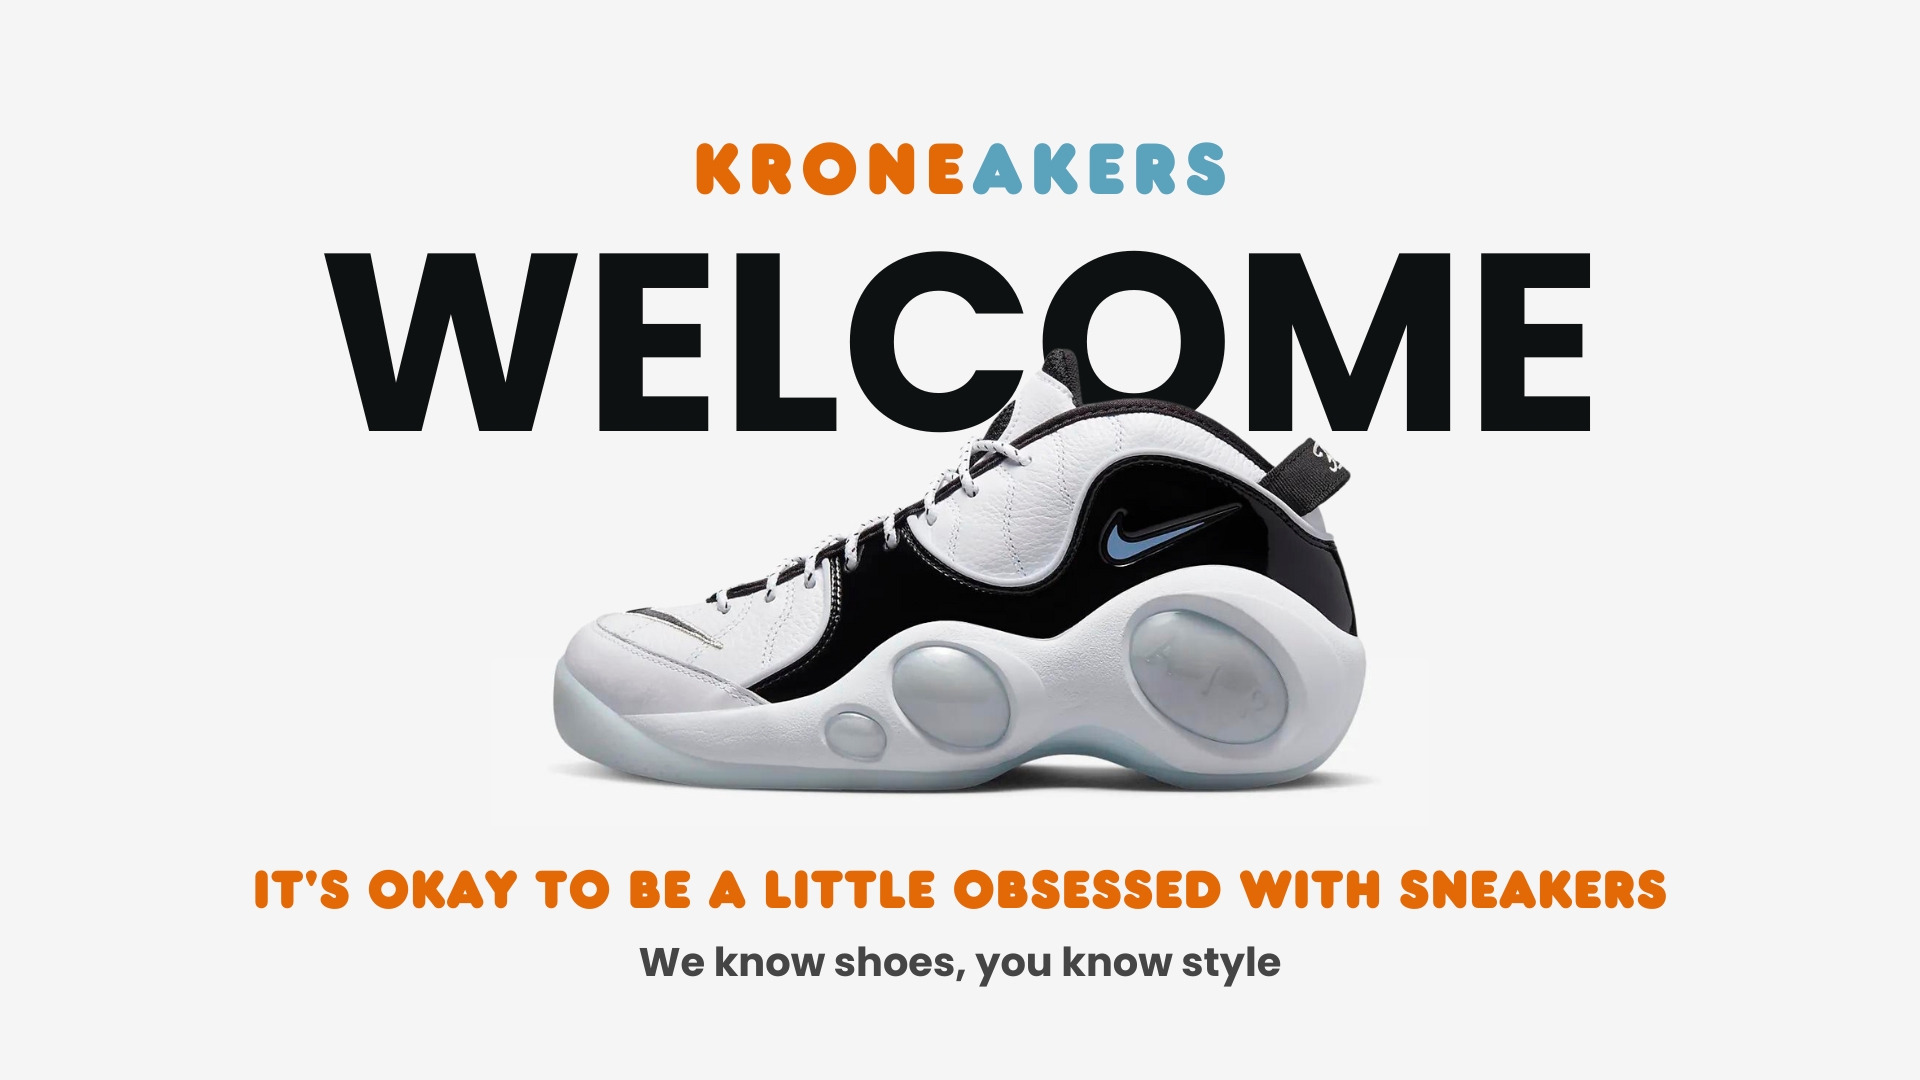 KRONEAKERS
WELCOME
IT'S OKAY TO BE A LITTLE OBSESSED WITH SNEAKERS
We know shoes, you know style